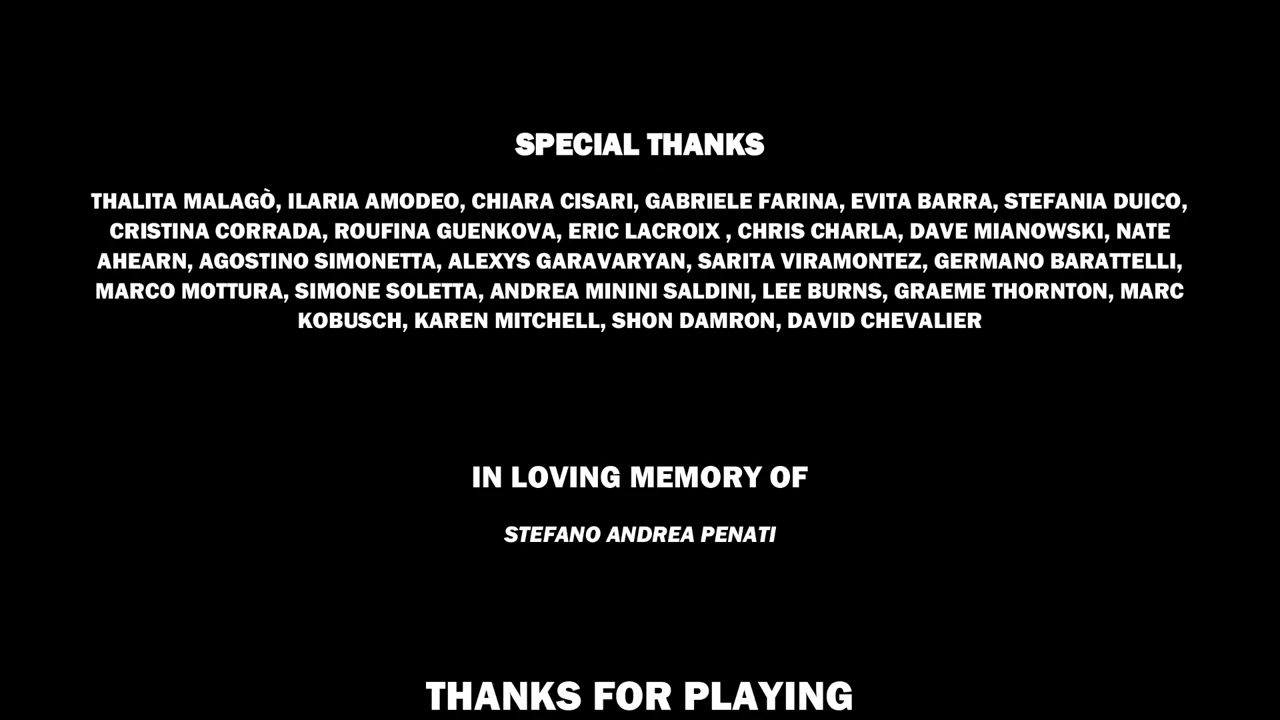 SPECIAL THANKS
THALITA MALAGÒ, ILARIA AMODEO, CHIARA CISARI, GABRIELE FARINA, EVITA BARRA, STEFANIA DUICO,
CRISTINA CORRADA, ROUFINA GUENKOVA, ERIC LACROIX , CHRIS CHARLA, DAVE MIANOWSKI, NATE
AHEARN, AGOSTINO SIMONETTA, ALEXYS GARAVARYAN, SARITA VIRAMONTEZ, GERMANO BARATTELLI,
MARCO MOTTURA, SIMONE SOLETTA, ANDREA MININI SALDINI, LEE BURNS, GRAEME THORNTON, MARC
KOBUSCH, KAREN MITCHELL, SHON DAMRON, DAVID CHEVALIER
IN LOVING MEMORY OF
STEFANO ANDREA PENATI
THANKS FOR PLAYING